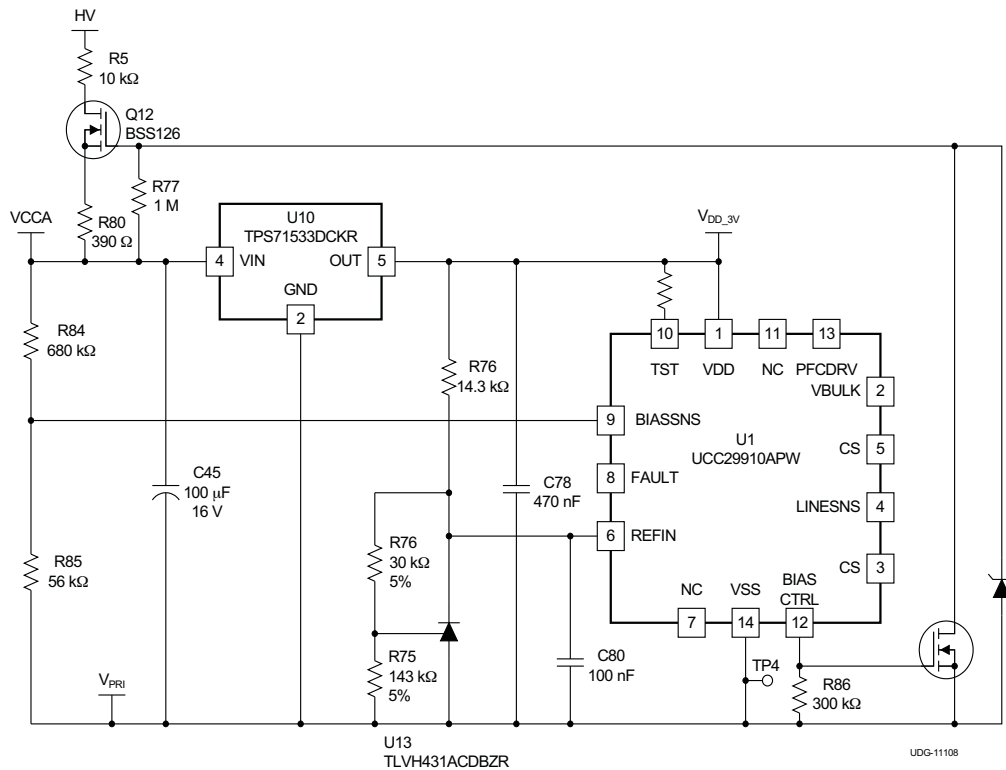 HV
R5
10 kΩ
Q12
BSS126
R77
1 M
VCCA
R80
390 Ω
U10
TPS71533DCKR
4
VIN
OUT
5
GND
2
VDD_3V
R84
680 kΩ
R76
14.3 kΩ
10
1
11
13
TST
VDD
NC
PFCDRV
VBULK
2
9
BIASSNS
U1
UCC29910APW
CS
5
8
FAULT
C45
100 µF
16 V
C78
470 nF
LINESNS
4
6
REFIN
R85
56 kΩ
R76
30 kΩ
5%
CS
3
NC
VSS
BIAS
CTRL
7
14
12
R75
143 kΩ
5%
C80
100 nF
TP4
R86
300 kΩ
VPRI
U13
TLVH431ACDBZR
UDG-11108